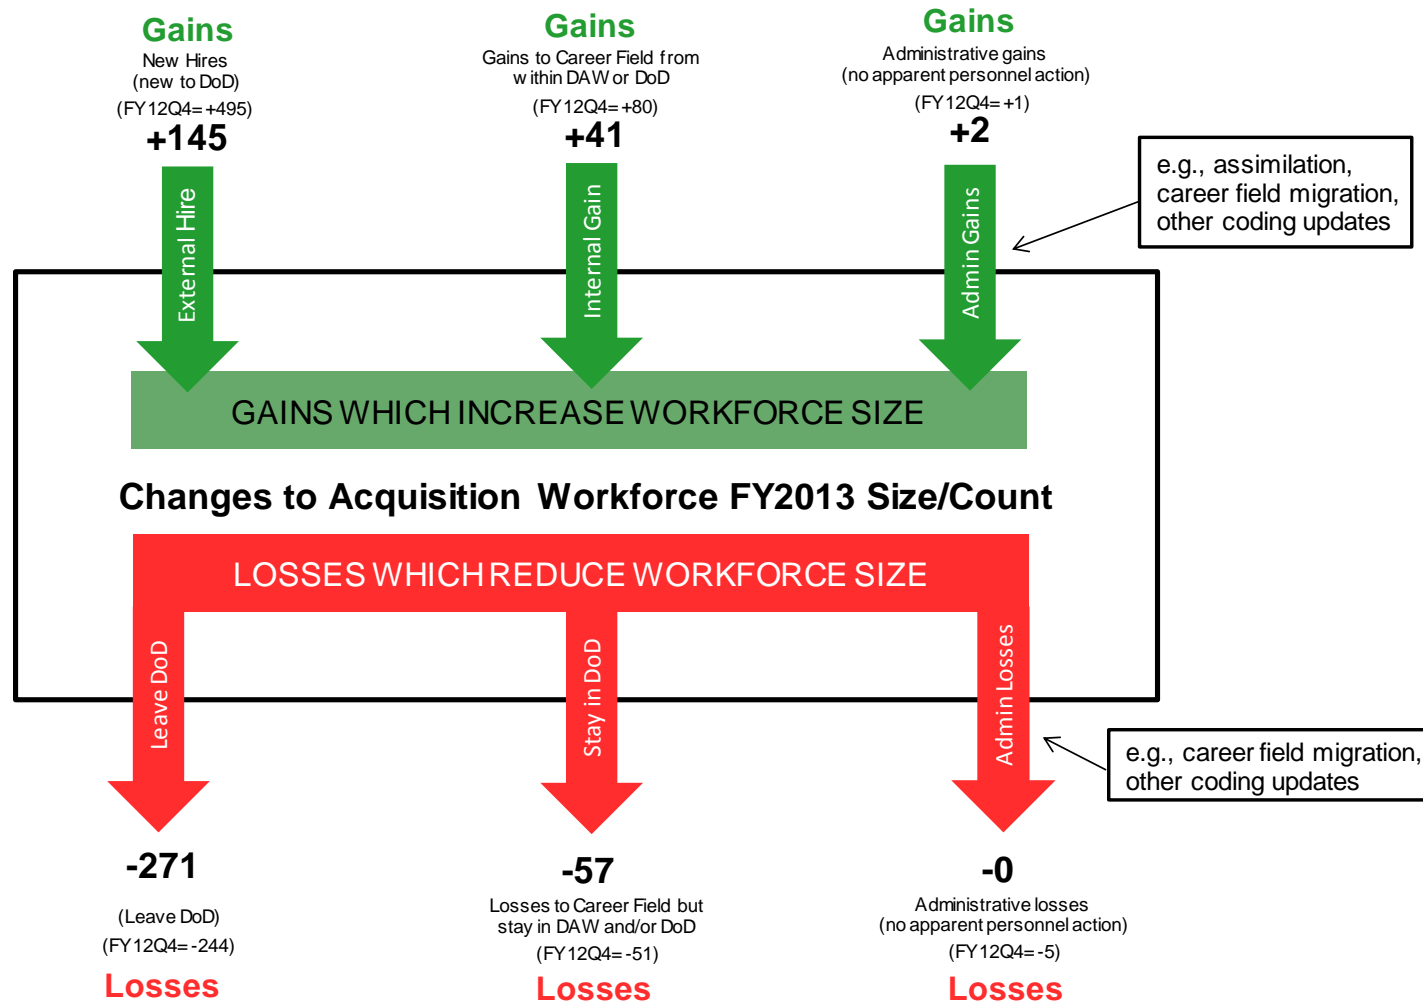 Gains
New Hires
(new to DoD)
(FY12Q4= +495)
+145
Gains
Gains to Career Field from
within DAW or DoD
(FY12Q4= +80)
+41
Gains
Administrative gains
(no apparent personnel action)
(FY12Q4= +1)
+2
e.g., assimilation,
career field migration,
other coding updates
External Hire
Internal Gain
Admin Gains
GAINS WHICH INCREASE WORKFORCE SIZE
Changes to Acquisition Workforce FY2013 Size/Count
LOSSES WHICH REDUCE WORKFORCE SIZE
Leave DoD
Stay in DoD
Admin Losses
e.g., career field migration,
other coding updates
-271
(Leave DoD)
(FY12Q4= -244)
Losses
-57
Losses to Career Field but
stay in DAW and/or DoD
(FY12Q4= -51)
Losses
-0
Administrative losses
(no apparent personnel action)
(FY12Q4= -5)
Losses